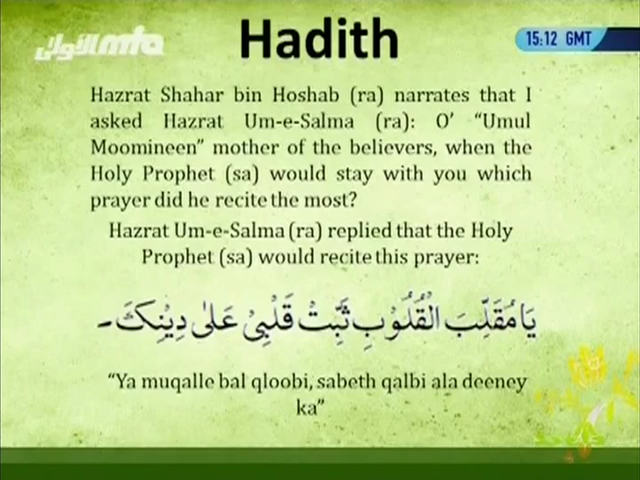 الأولى mta
Hadith
15:12 GMT
Hazrat Shahar bin Hoshab (ra) narrates that I
asked Hazrat Um-e-Salma (ra): O’ “Umul
Moomineen” mother of the believers, when the
Holy Prophet (sa) would stay with you which
prayer did he recite the most?
Hazrat Um-e-Salma (ra) replied that the Holy
Prophet (sa) would recite this prayer:
يَا مُقَلِّبَ الْقُلُوْبِ ثَبِّتْ قَلْبِىْ عَلٰى دِيْنِكَ ۔
“Ya muqalle bal qloobi, sabeth qalbi ala deeney
ka”